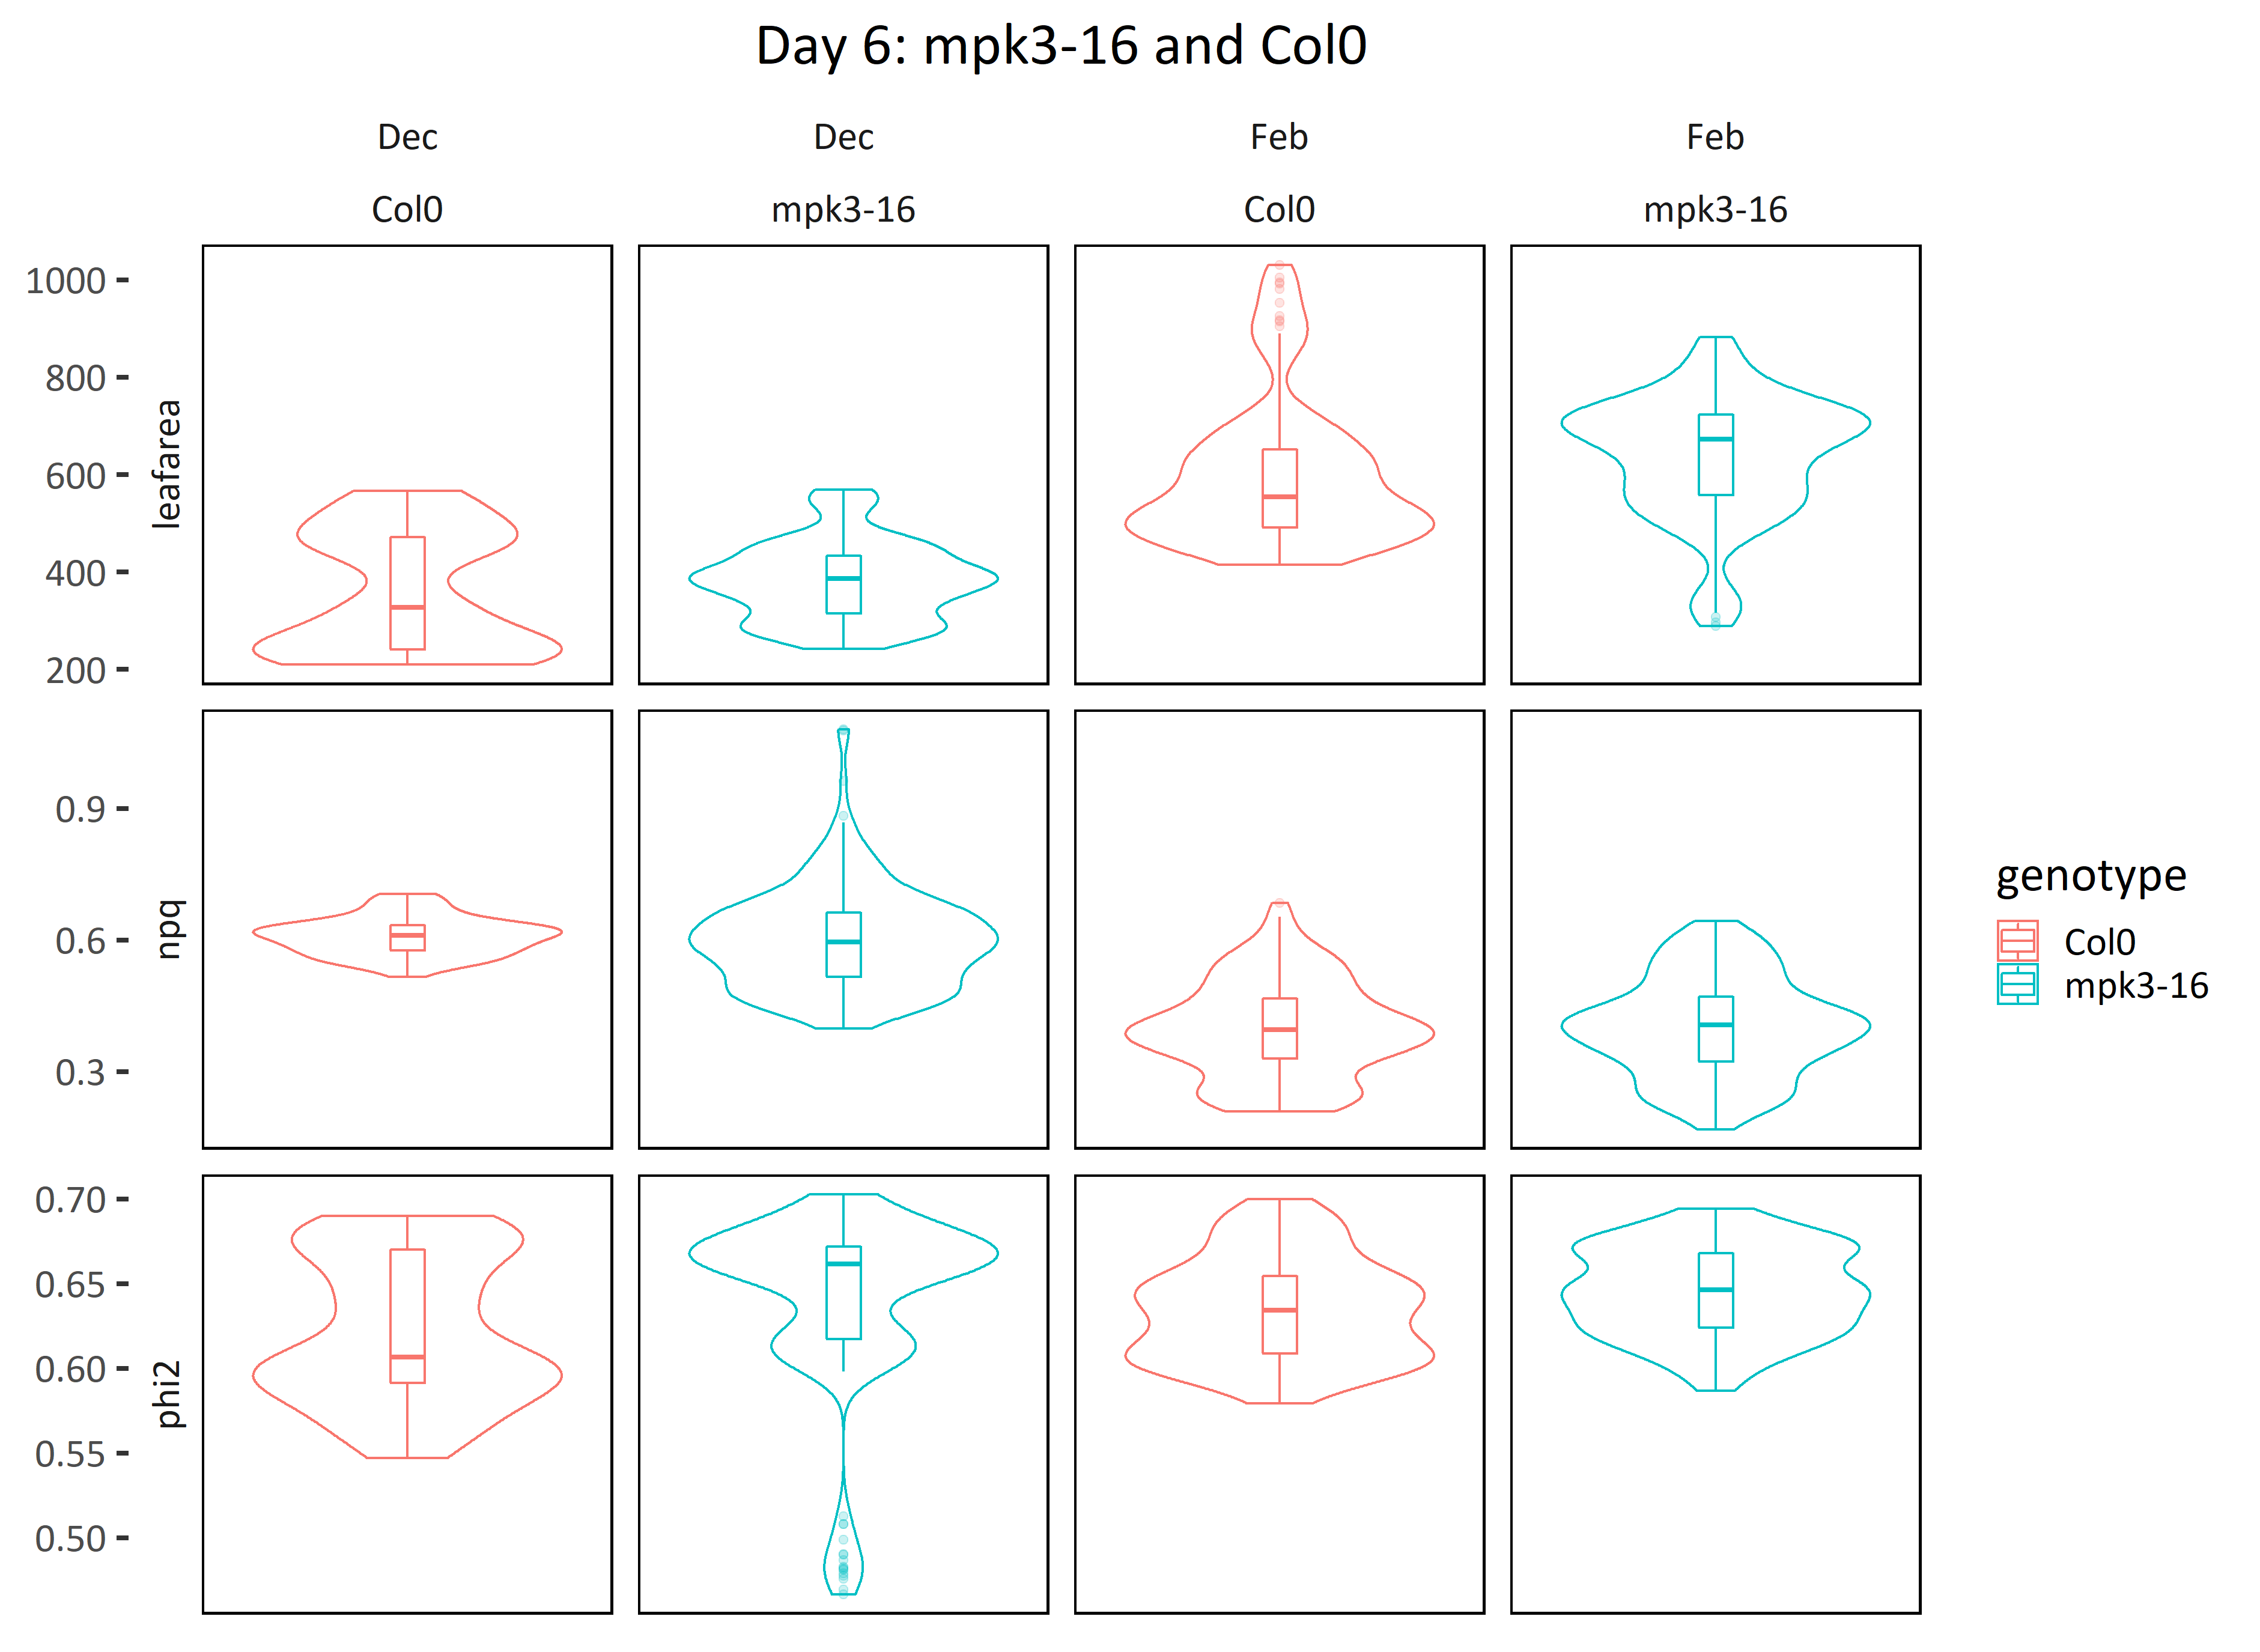 Day 6: mpk3-16 and Col0
Dec Dec Feb Feb
Col0 mpk3-16 Col0 mpk3-16
1000
800
600
400
200
leafarea
0.9
0.6
0.3
npq
0.70
0.65
0.60
0.55
0.50
phi2
genotype
Col0
mpk3-16